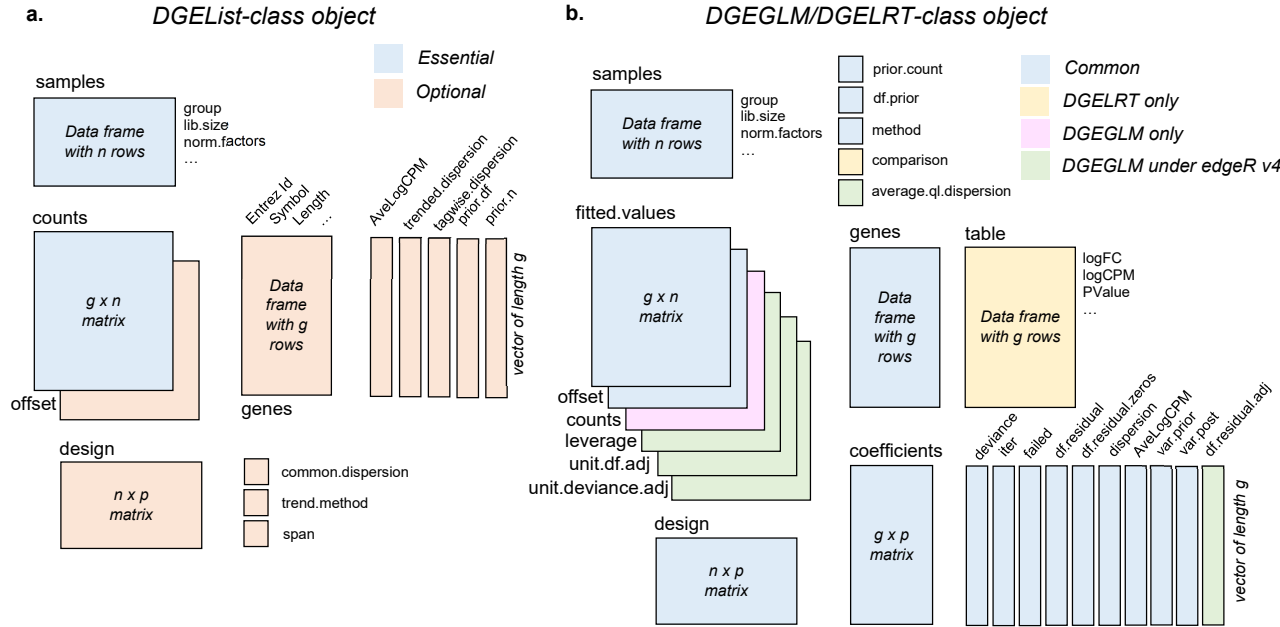 a.
DGEList-class object
Essential
Optional
samples
Data frame
with n rows
group
lib.size
norm.factors
...
counts
g x n
matrix
offset
Entrez Id
Symbol
Length
...
Data
frame
with g
rows
genes
AveLogCPM
trended.dispersion
tagwise.dispersion
prior.df
prior.n
vector of length g
design
n x p
matrix
common.dispersion
trend.method
span
b.
DGEGLM/DGELRT-class object
samples
Data frame
with n rows
group
lib.size
norm.factors
...
prior.count
df.prior
method
comparison
average.ql.dispersion
Common
DGELRT only
DGEGLM only
DGEGLM under edgeR v4
fitted.values
g x n
matrix
offset
counts
leverage
unit.df.adj
unit.deviance.adj
genes
Data
frame
with g
rows
table
Data frame
with g rows
logFC
logCPM
PValue
...
design
n x p
matrix
coefficients
g x p
matrix
deviance
iter
failed
df.residual
df.residual.zeros
dispersion
AveLogCPM
var.prior
var.post
df.residual.adj
vector of length g